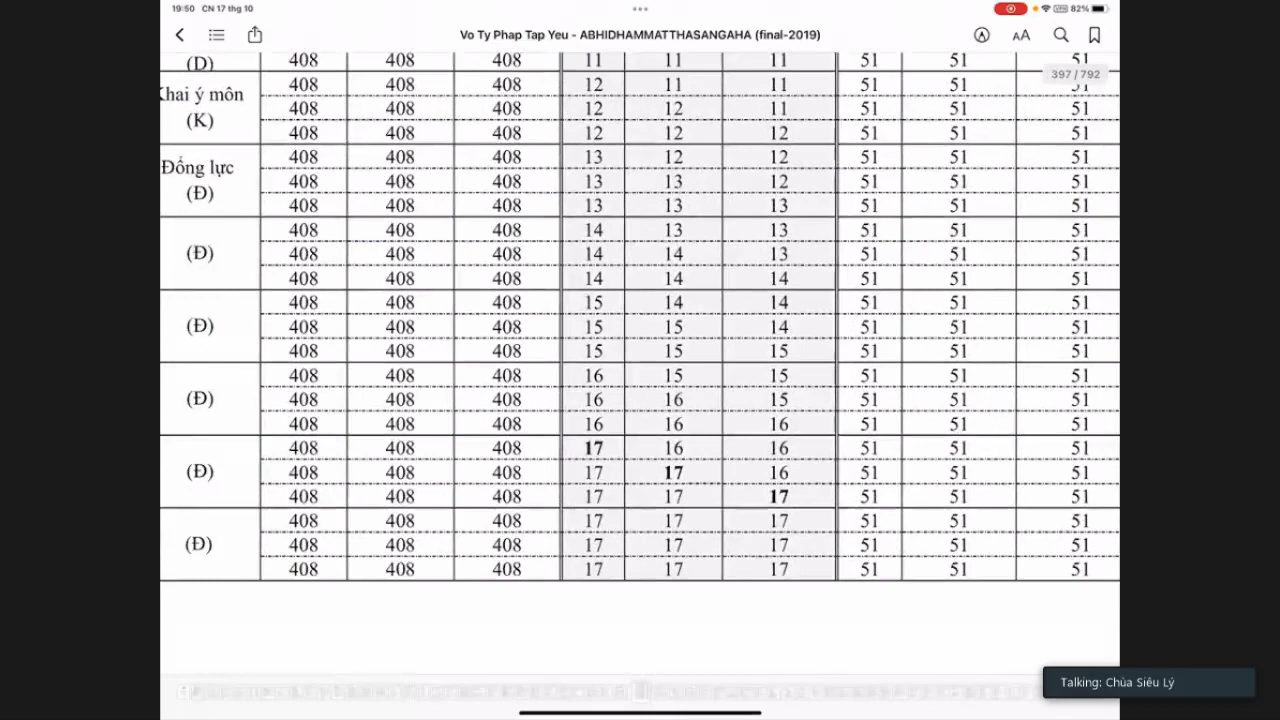 19:50 CN 17 thg 10
82%
Vo Ty Phap Tap Yeu - ABHIDHAMMATTHASANGAHA (final-2019)
AA
397 / 792
(D) 408 408 408 11 11 11 51 51 51
408 408 408 12 11 11 51 51 51
Khai ý môn
408 408 408 12 12 11 51 51 51
(K)
408 408 408 12 12 12 51 51 51
408 408 408 13 12 12 51 51 51
Đổng lực
408 408 408 13 13 12 51 51 51
(Đ)
408 408 408 13 13 13 51 51 51
408 408 408 14 13 13 51 51 51
(Đ) 408 408 408 14 14 13 51 51 51
408 408 408 14 14 14 51 51 51
408 408 408 15 14 14 51 51 51
(Đ) 408 408 408 15 15 14 51 51 51
408 408 408 15 15 15 51 51 51
408 408 408 16 15 15 51 51 51
(Đ) 408 408 408 16 16 15 51 51 51
408 408 408 16 16 16 51 51 51
408 408 408 17 16 16 51 51 51
(Đ) 408 408 408 17 17 16 51 51 51
408 408 408 17 17 17 51 51 51
408 408 408 17 17 17 51 51 51
(Đ) 408 408 408 17 17 17 51 51 51
408 408 408 17 17 17 51 51 51
Talking: Chùa Siêu Lý